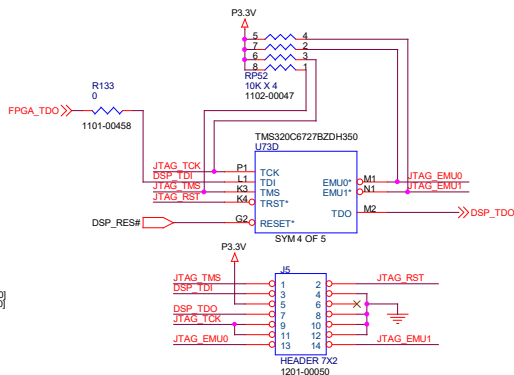 P3.3V
5 4
7 2
6 3
8 1
RP52
10K X 4
1102-00047
R133
0
FPGA_TDO
1101-00458
TMS320C6727BZDH350
U73D
JTAG_TCK P1 TCK
DSP_TDI L1 TDI
JTAG_TMS K3 TMS
JTAG_RST K4 TRST*
EMU0* M1 JTAG_EMU0
EMU1* N1 JTAG_EMU1
TDO M2 DSP_TDO
DSP_RES# G2 RESET*
SYM 4 OF 5
P3.3V
J5
JTAG_TMS 1 2 JTAG_RST
DSP_TDI 3 4
5 6
DSP_TDO 7 8
JTAG_TCK 9 10
11 12
JTAG_EMU0 13 14 JTAG_EMU1
HEADER 7X2
1201-00050
0]
0]